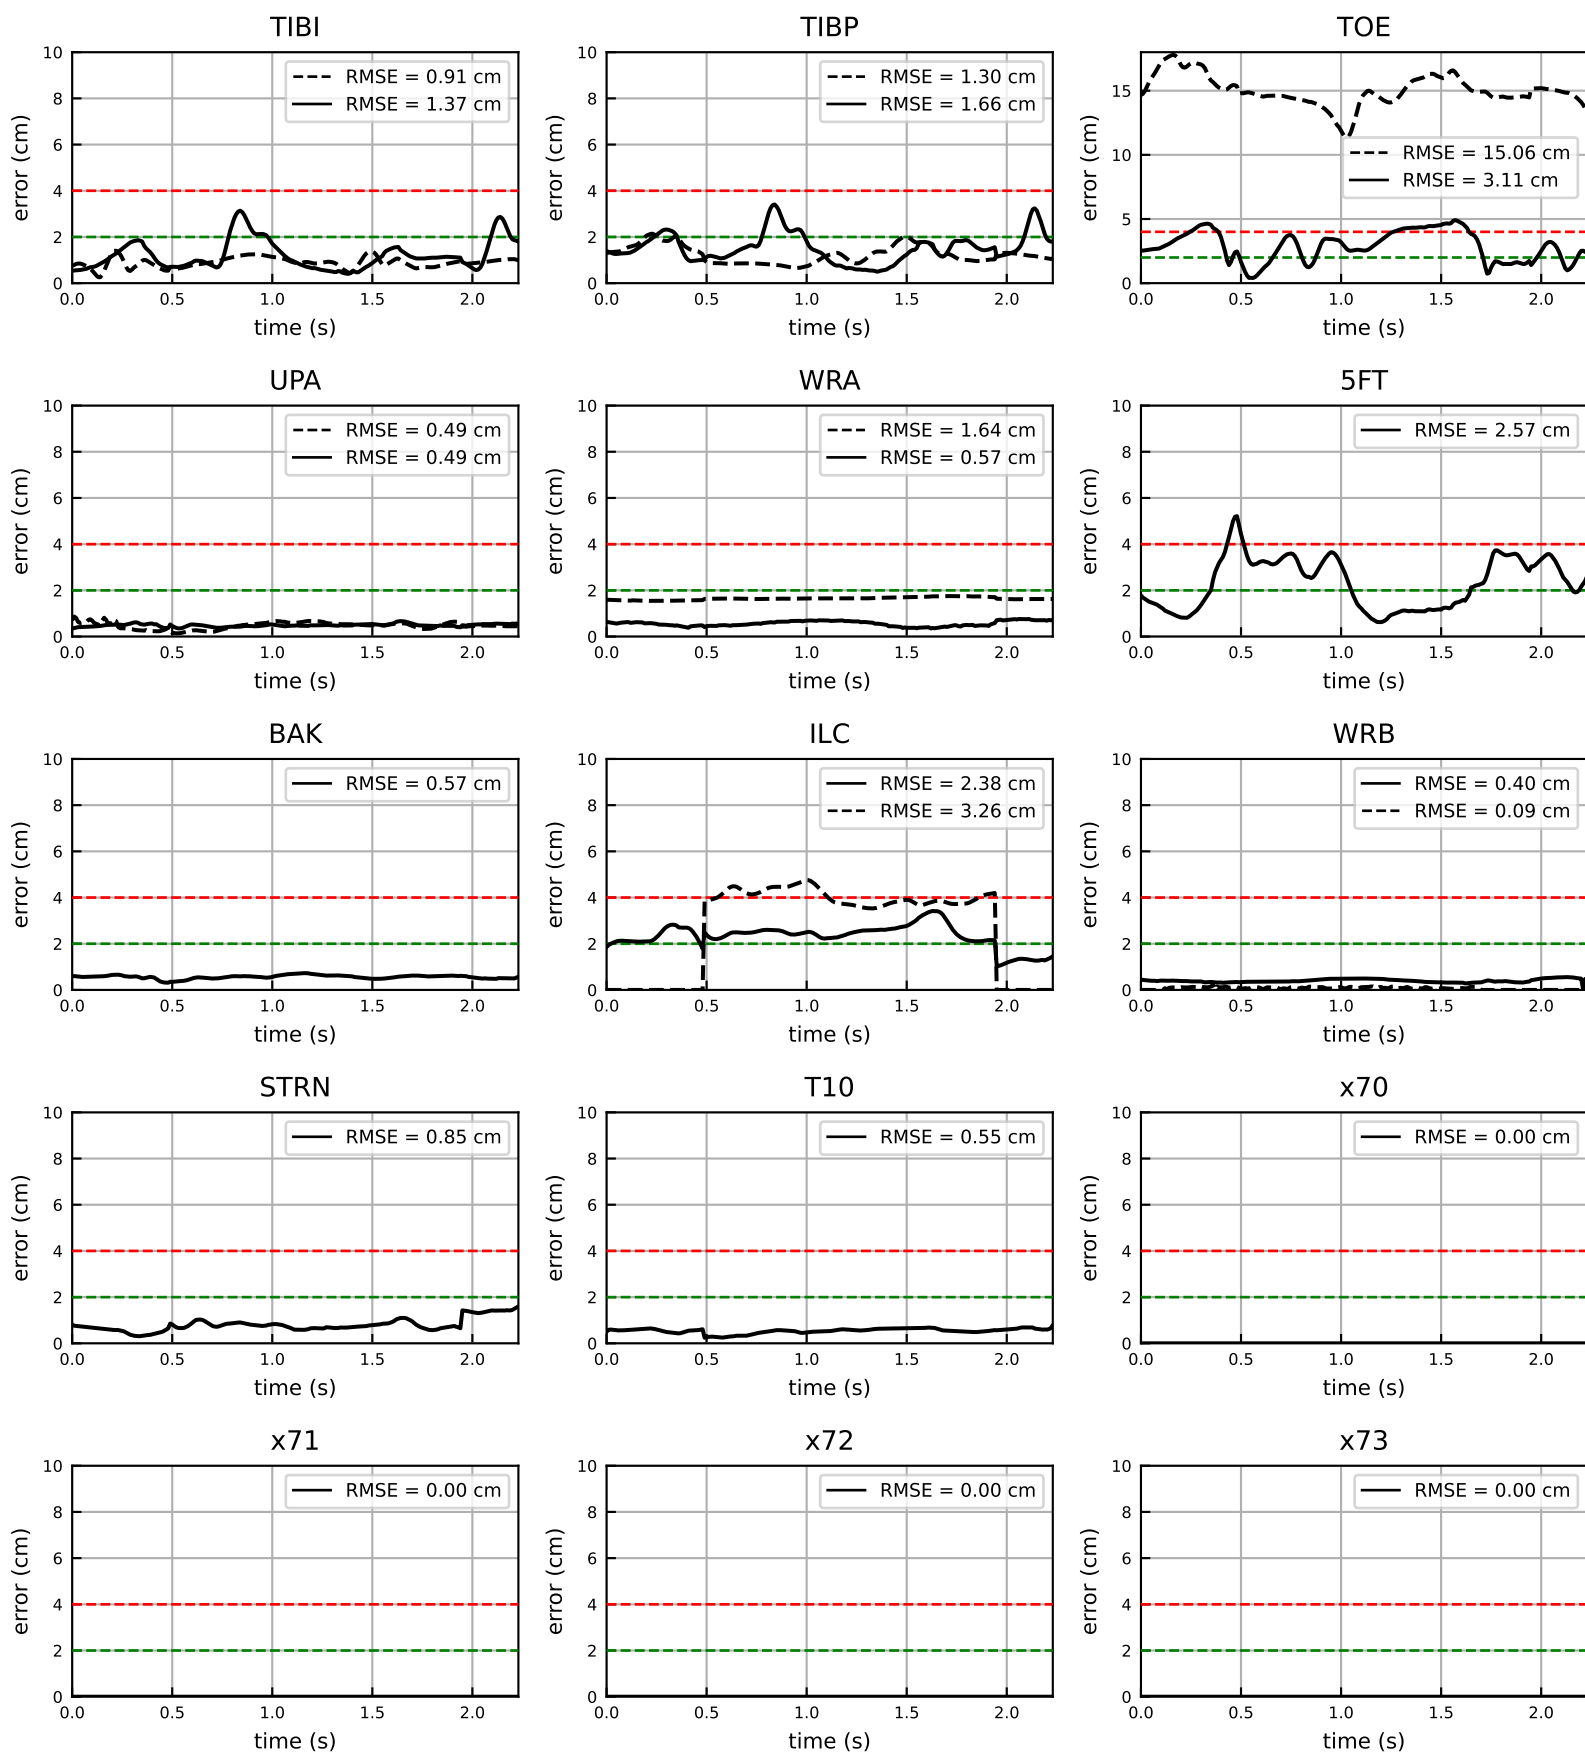 TIBI
10
8
6
4
2
0
0.0 0.5 1.0 1.5 2.0
error (cm)
time (s)
RMSE = 0.91 cm
RMSE = 1.37 cm
TIBP
10
8
6
4
2
0
0.0 0.5 1.0 1.5 2.0
error (cm)
time (s)
RMSE = 1.30 cm
RMSE = 1.66 cm
TOE
15
10
5
0
0.0 0.5 1.0 1.5 2.0
error (cm)
time (s)
RMSE = 15.06 cm
RMSE = 3.11 cm
UPA
10
8
6
4
2
0
0.0 0.5 1.0 1.5 2.0
error (cm)
time (s)
RMSE = 0.49 cm
RMSE = 0.49 cm
WRA
10
8
6
4
2
0
0.0 0.5 1.0 1.5 2.0
error (cm)
time (s)
RMSE = 1.64 cm
RMSE = 0.57 cm
5FT
10
8
6
4
2
0
0.0 0.5 1.0 1.5 2.0
error (cm)
time (s)
RMSE = 2.57 cm
BAK
10
8
6
4
2
0
0.0 0.5 1.0 1.5 2.0
error (cm)
time (s)
RMSE = 0.57 cm
ILC
10
8
6
4
2
0
0.0 0.5 1.0 1.5 2.0
error (cm)
time (s)
RMSE = 2.38 cm
RMSE = 3.26 cm
WRB
10
8
6
4
2
0
0.0 0.5 1.0 1.5 2.0
error (cm)
time (s)
RMSE = 0.40 cm
RMSE = 0.09 cm
STRN
10
8
6
4
2
0
0.0 0.5 1.0 1.5 2.0
error (cm)
time (s)
RMSE = 0.85 cm
T10
10
8
6
4
2
0
0.0 0.5 1.0 1.5 2.0
error (cm)
time (s)
RMSE = 0.55 cm
x70
10
8
6
4
2
0
0.0 0.5 1.0 1.5 2.0
error (cm)
time (s)
RMSE = 0.00 cm
x71
10
8
6
4
2
0
0.0 0.5 1.0 1.5 2.0
error (cm)
time (s)
RMSE = 0.00 cm
x72
10
8
6
4
2
0
0.0 0.5 1.0 1.5 2.0
error (cm)
time (s)
RMSE = 0.00 cm
x73
10
8
6
4
2
0
0.0 0.5 1.0 1.5 2.0
error (cm)
time (s)
RMSE = 0.00 cm